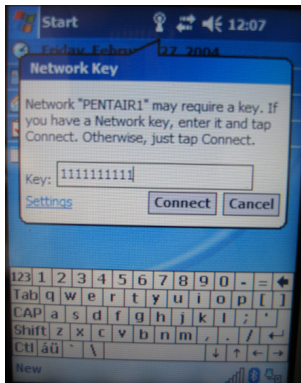 Start 12:07
Friday, February 27, 2004
Network Key
Network "PENTAIR1" may require a key. If
you have a Network key, enter it and tap
Connect. Otherwise, just tap Connect.
Key: 1111111111
Settings Connect Cancel
123 1 2 3 4 5 6 7 8 9 0 - =
Tab q w e r t y u i o p [ ]
CAP a s d f g h j k l ; '
Shift z x c v b n m , . /
Ctl áü ` \
New